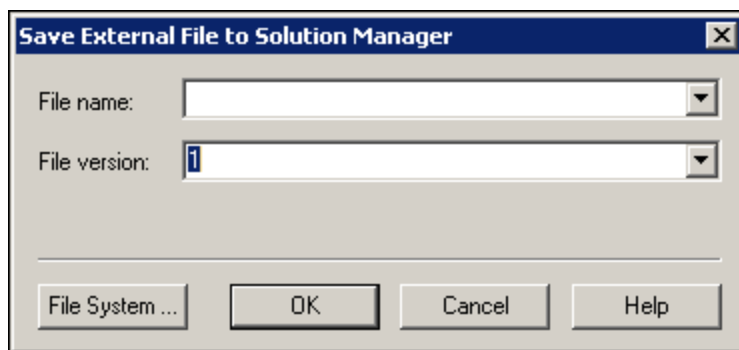 Save External File to Solution Manager
File name:
File version: 1
File System ... OK Cancel Help